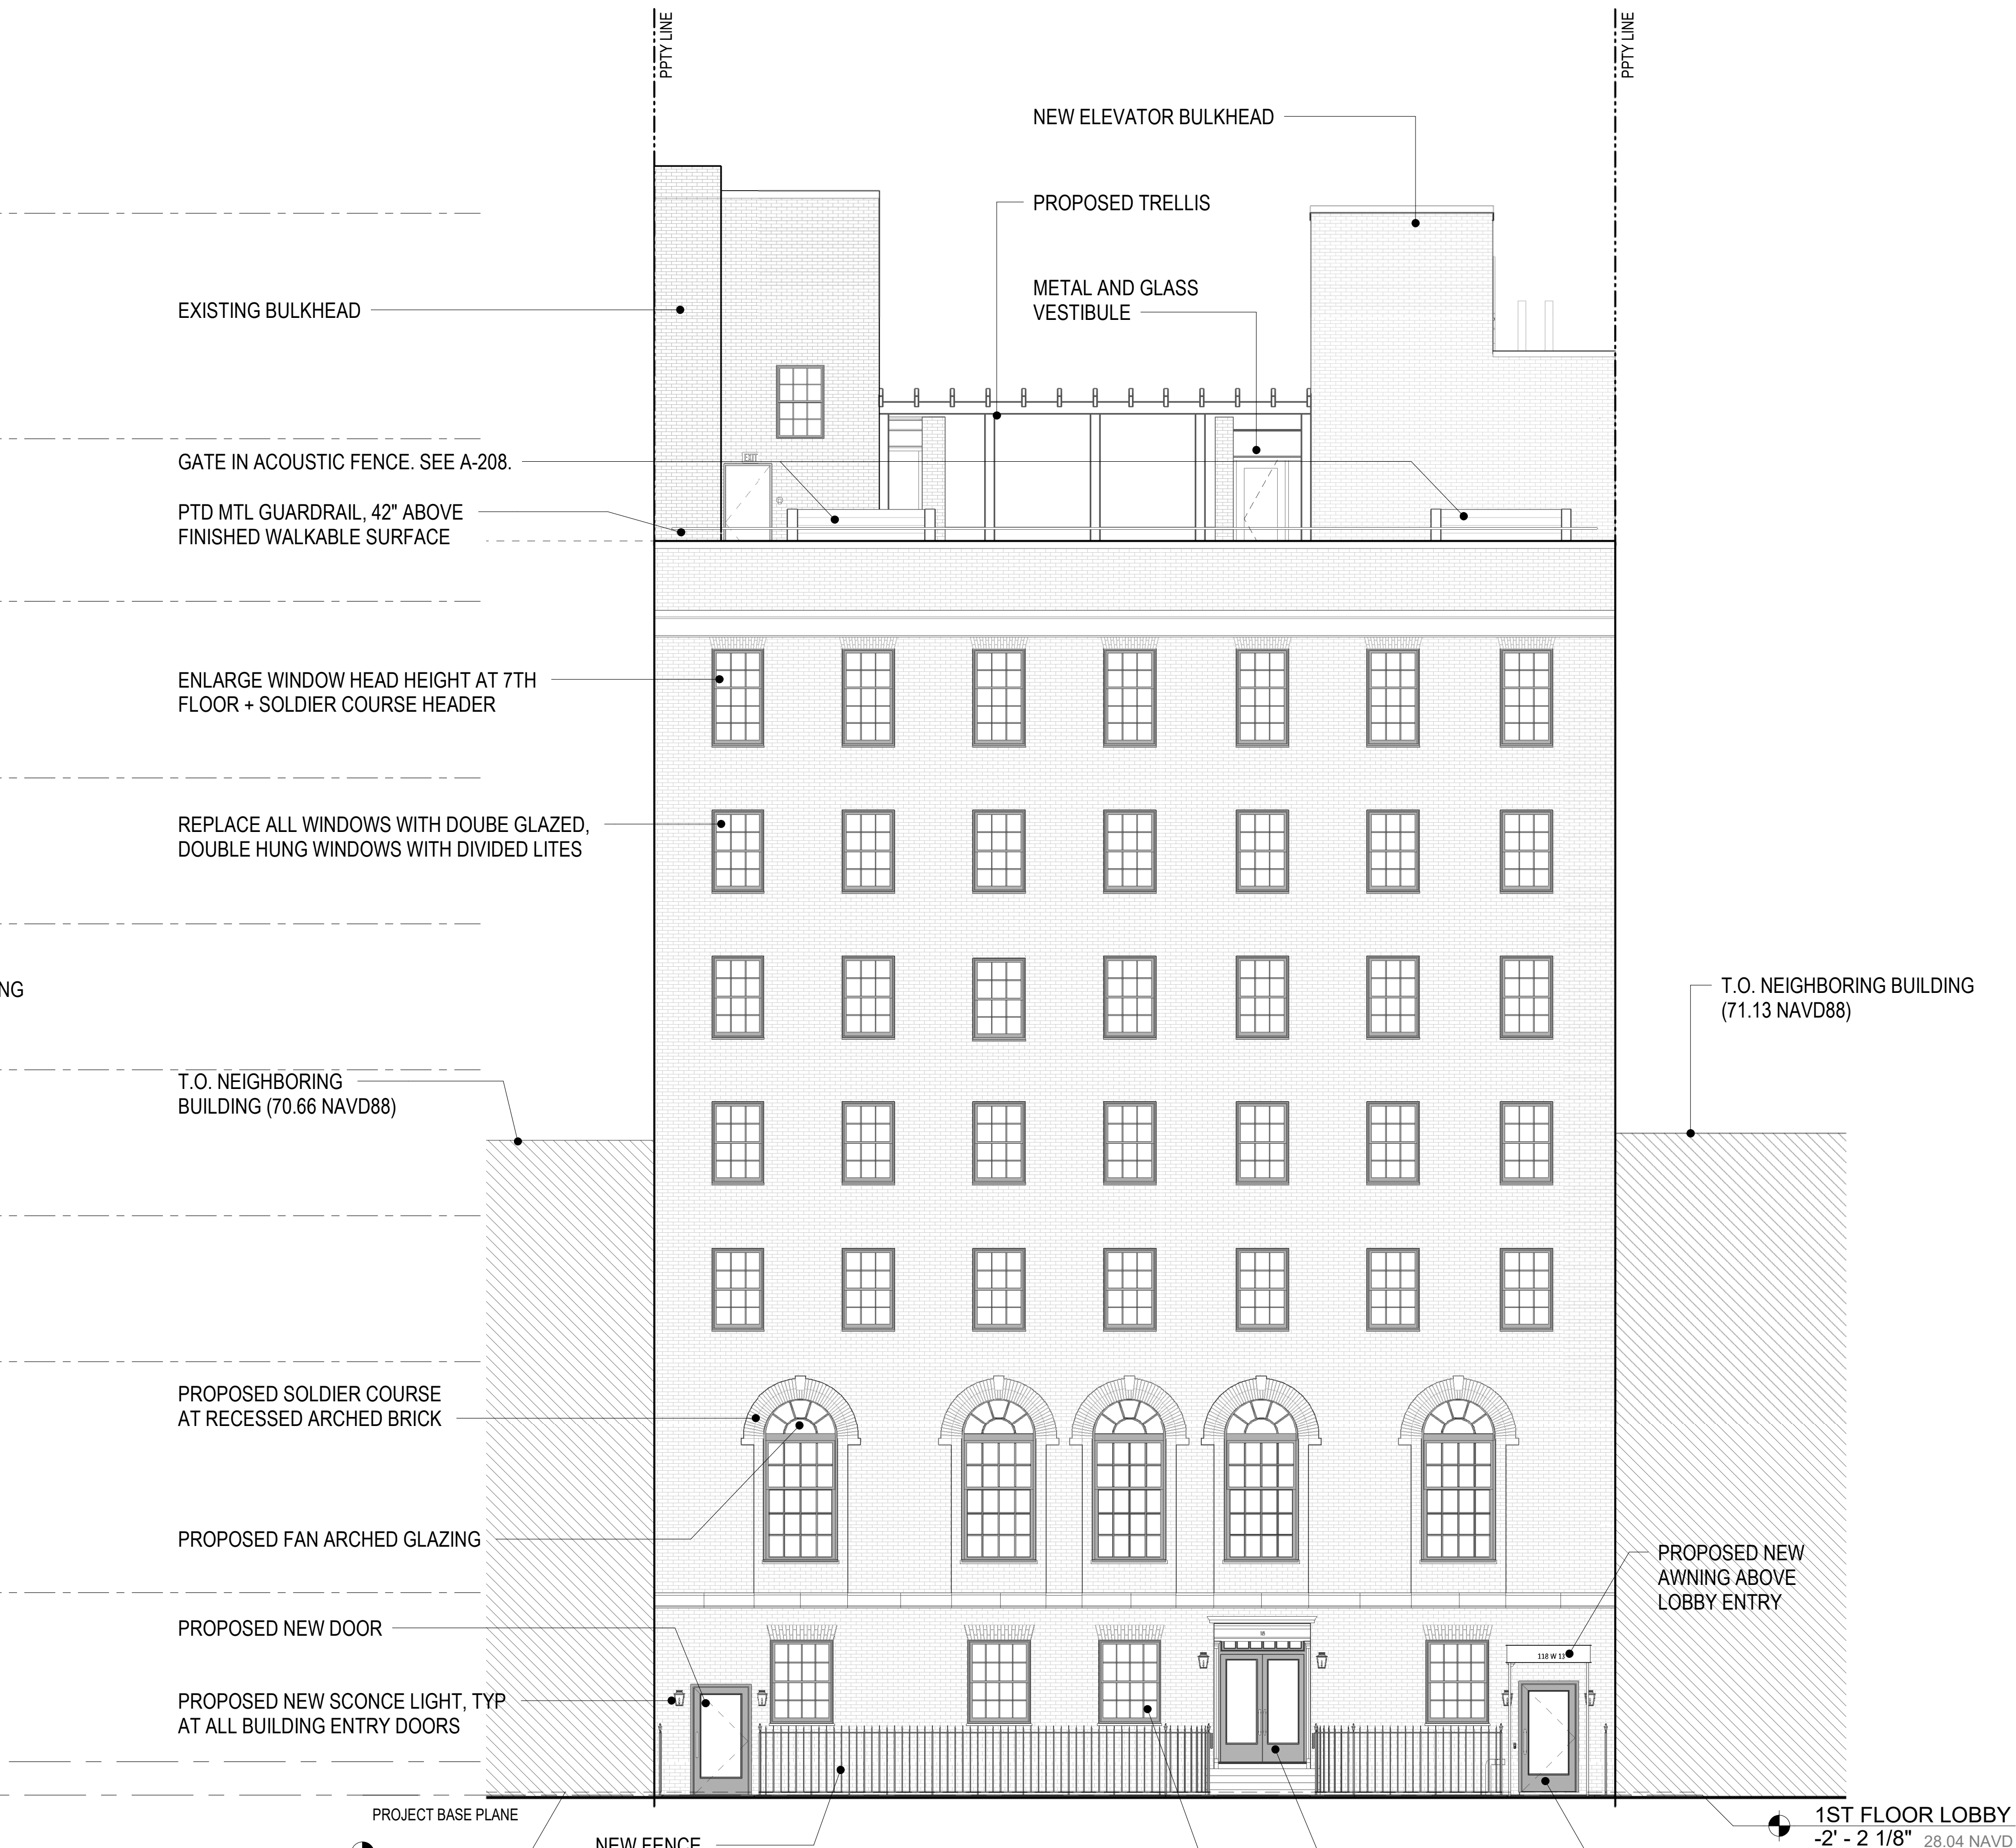 PPTY LINE
PPTY LINE
NEW ELEVATOR BULKHEAD
PROPOSED TRELLIS
METAL AND GLASS
VESTIBULE
EXISTING BULKHEAD
EXIT
GATE IN ACOUSTIC FENCE. SEE A-208.
PTD MTL GUARDRAIL, 42" ABOVE
FINISHED WALKABLE SURFACE
ENLARGE WINDOW HEAD HEIGHT AT 7TH
FLOOR + SOLDIER COURSE HEADER
REPLACE ALL WINDOWS WITH DOUBE GLAZED,
DOUBLE HUNG WINDOWS WITH DIVIDED LITES
NG
T.O. NEIGHBORING BUILDING
(71.13 NAVD88)
T.O. NEIGHBORING
BUILDING (70.66 NAVD88)
PROPOSED SOLDIER COURSE
AT RECESSED ARCHED BRICK
PROPOSED FAN ARCHED GLAZING
PROPOSED NEW
AWNING ABOVE
LOBBY ENTRY
PROPOSED NEW DOOR
118 W 13
PROPOSED NEW SCONCE LIGHT, TYP
AT ALL BUILDING ENTRY DOORS
PROJECT BASE PLANE
NEW FENCE
1ST FLOOR LOBBY
-2' - 2 1/8" 28.04 NAVD